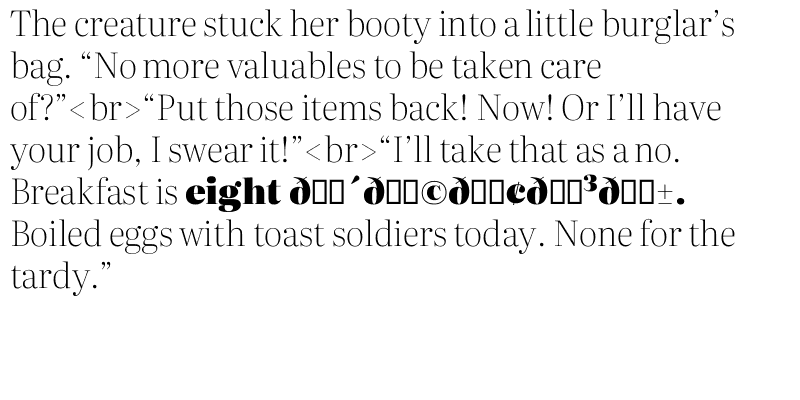 The creature stuck her booty into a little burglar’s
bag. “No more valuables to be taken care
of?”<br>“Put those items back! Now! Or I’ll have
your job, I swear it!”<br>“I’ll take that as a no.
Breakfast is eight ð□□´ð□□©ð□□¢ð□□³ð□□±.
Boiled eggs with toast soldiers today. None for the
tardy.”